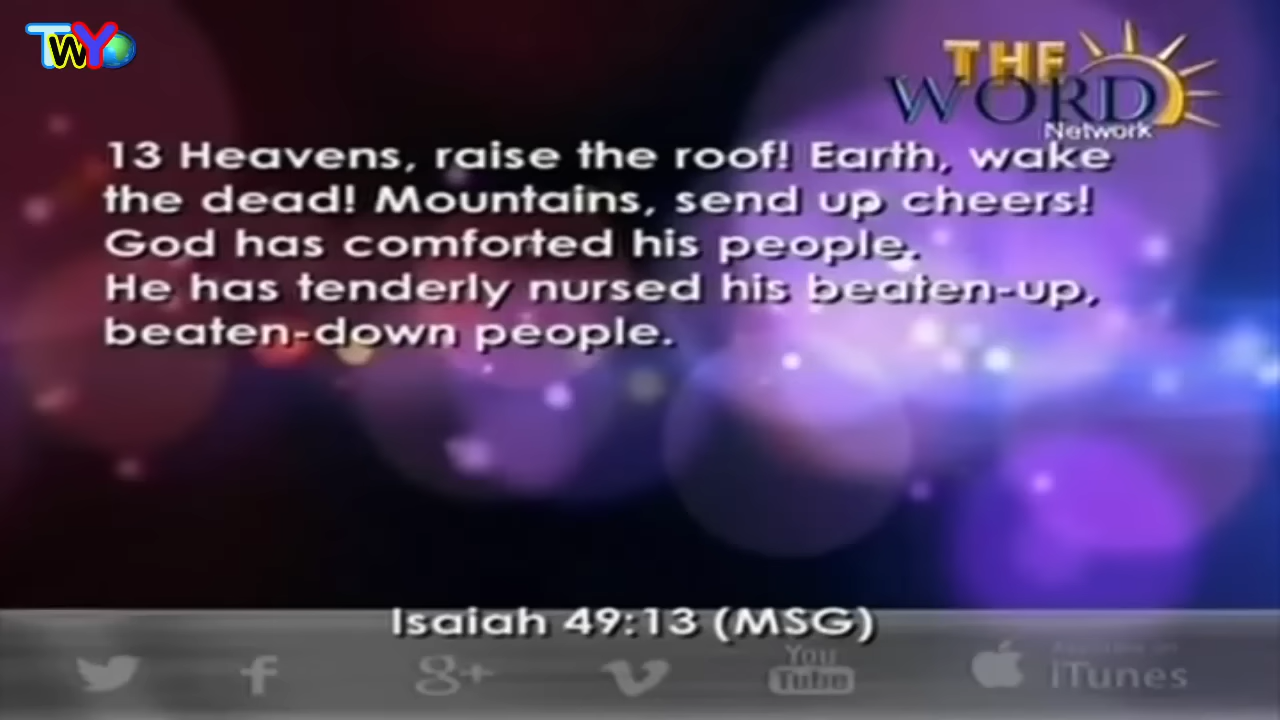 TWY
THE
WORD
Network
13 Heavens, raise the roof! Earth, wake
the dead! Mountains, send up cheers!
God has comforted his people.
He has tenderly nursed his beaten-up,
beaten-down people.
Isaiah 49:13 (MSG)
g+
You
Tube
iTunes